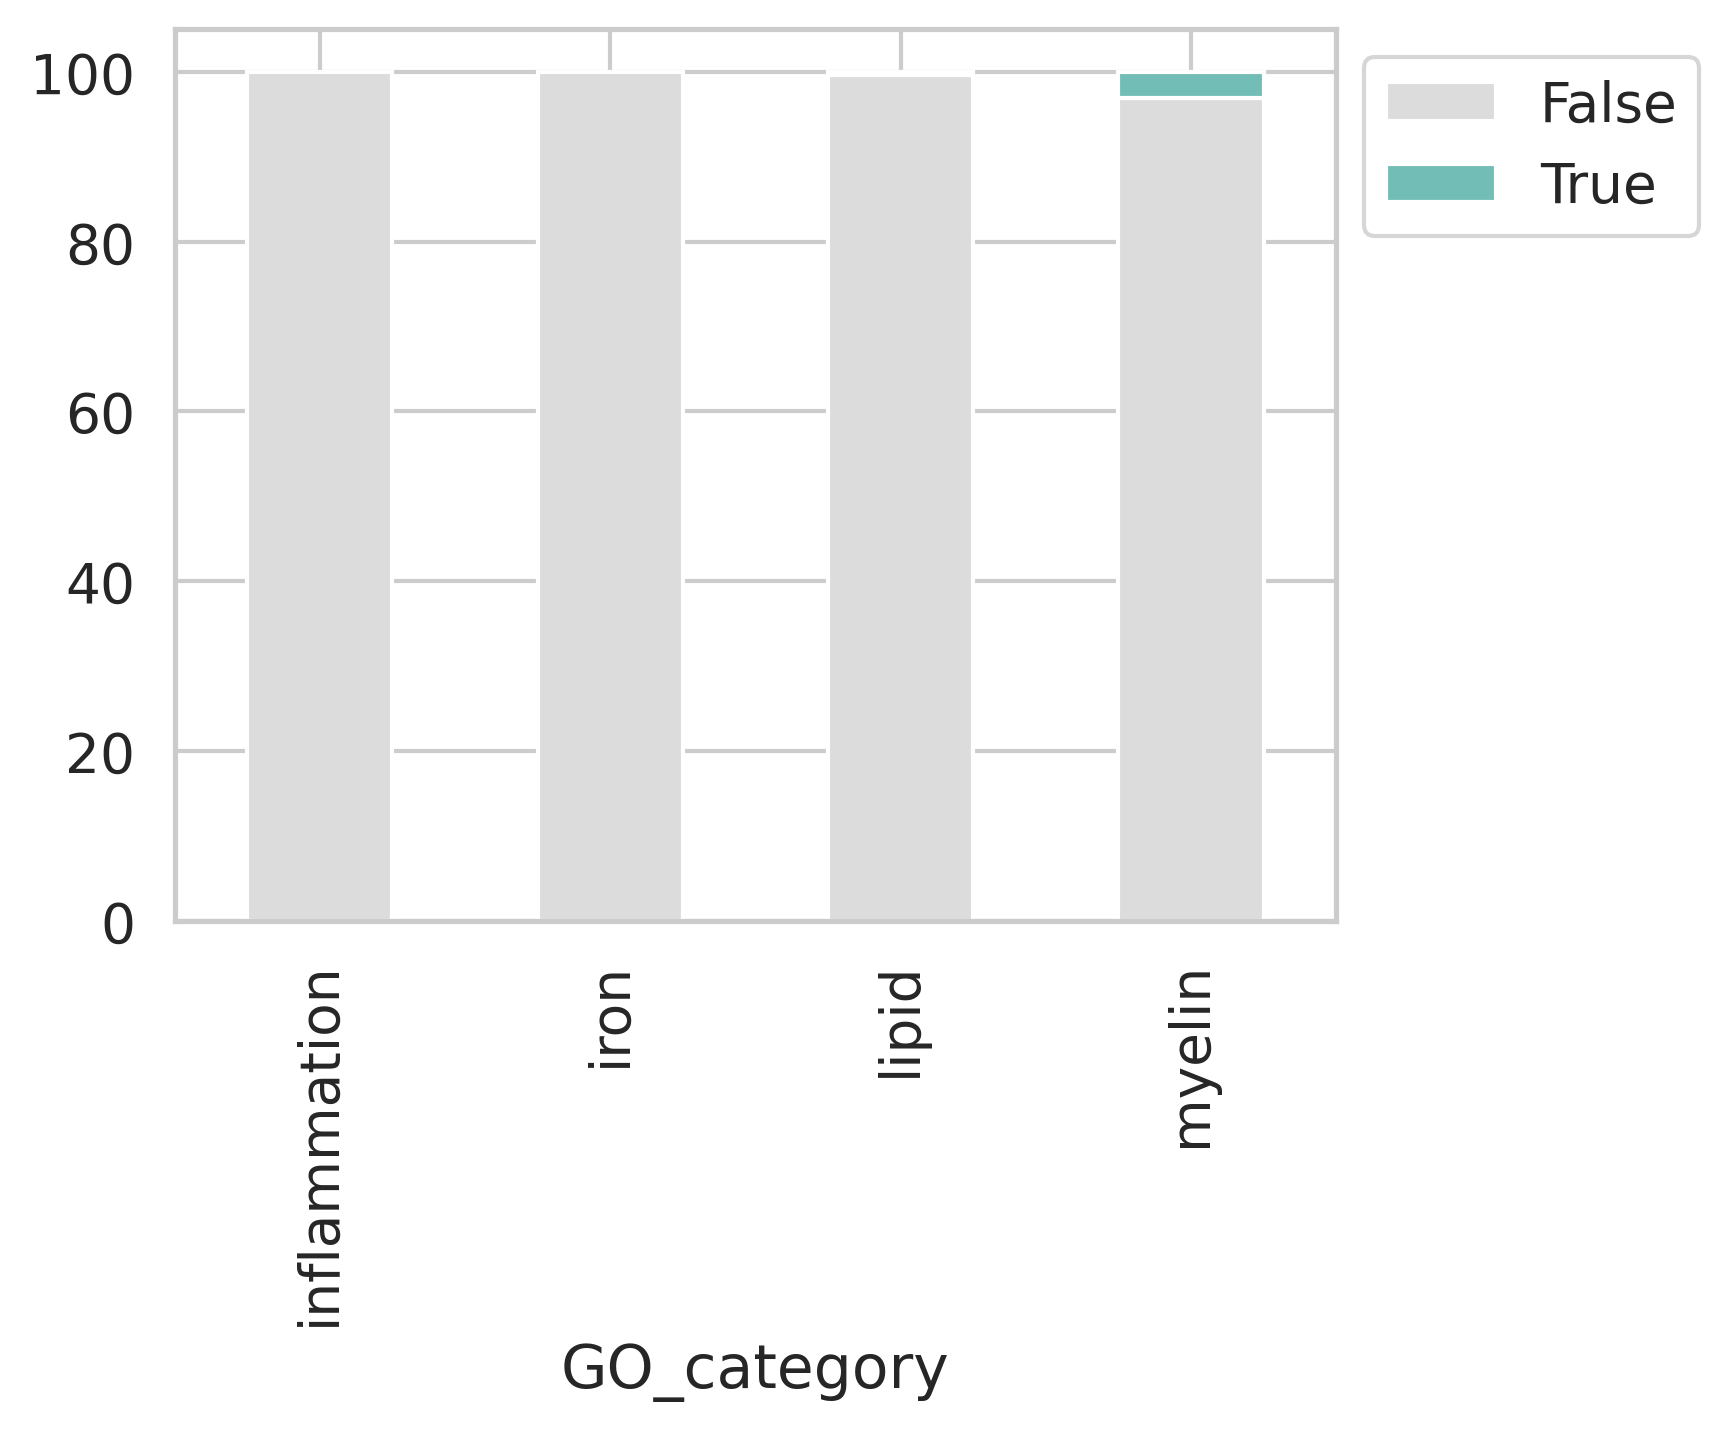 100
80
60
40
20
0
False
True
inflammation
iron
lipid
myelin
GO_category